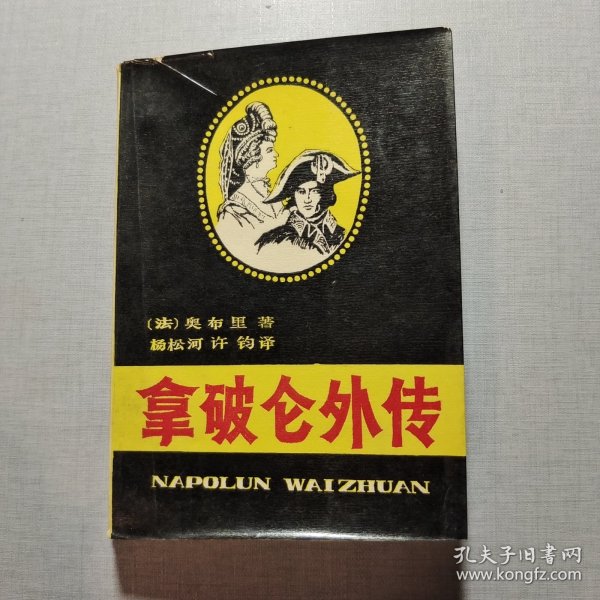 (法)奥布里 著
杨松河 许钧 译
拿破仑外传
NAPOLUN WAIZHUAN
孔夫子旧书网
www.kongfz.com